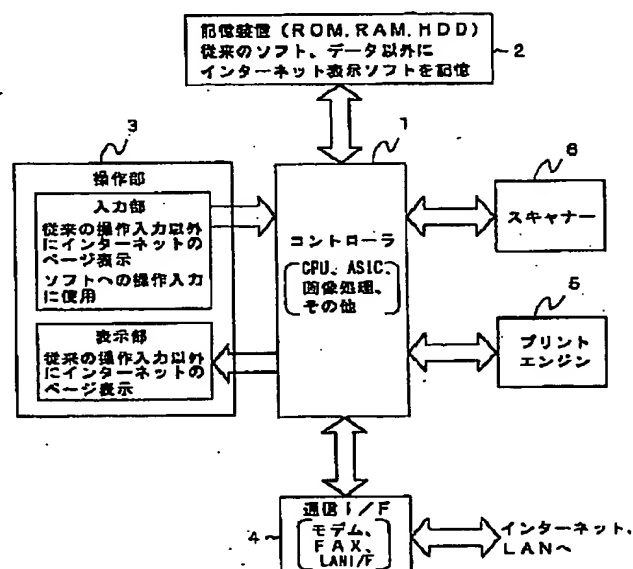 記憶装置（ROM、RAM、HDD）
従来のソフト、データ以外に
インターネット表示ソフトを記憶
2
3
操作部
入力部
従来の操作入力以外
にインターネットの
ページ表示
ソフトへの操作入力
に使用
表示部
従来の操作入力以外
にインターネットの
ページ表示
1
コントローラ
CPU、ASIC、
画像処理、
その他
6
スキャナー
5
プリント
エンジン
4
通信I／F
モデム、
FAX、
LANI/F
インターネット、
LANへ